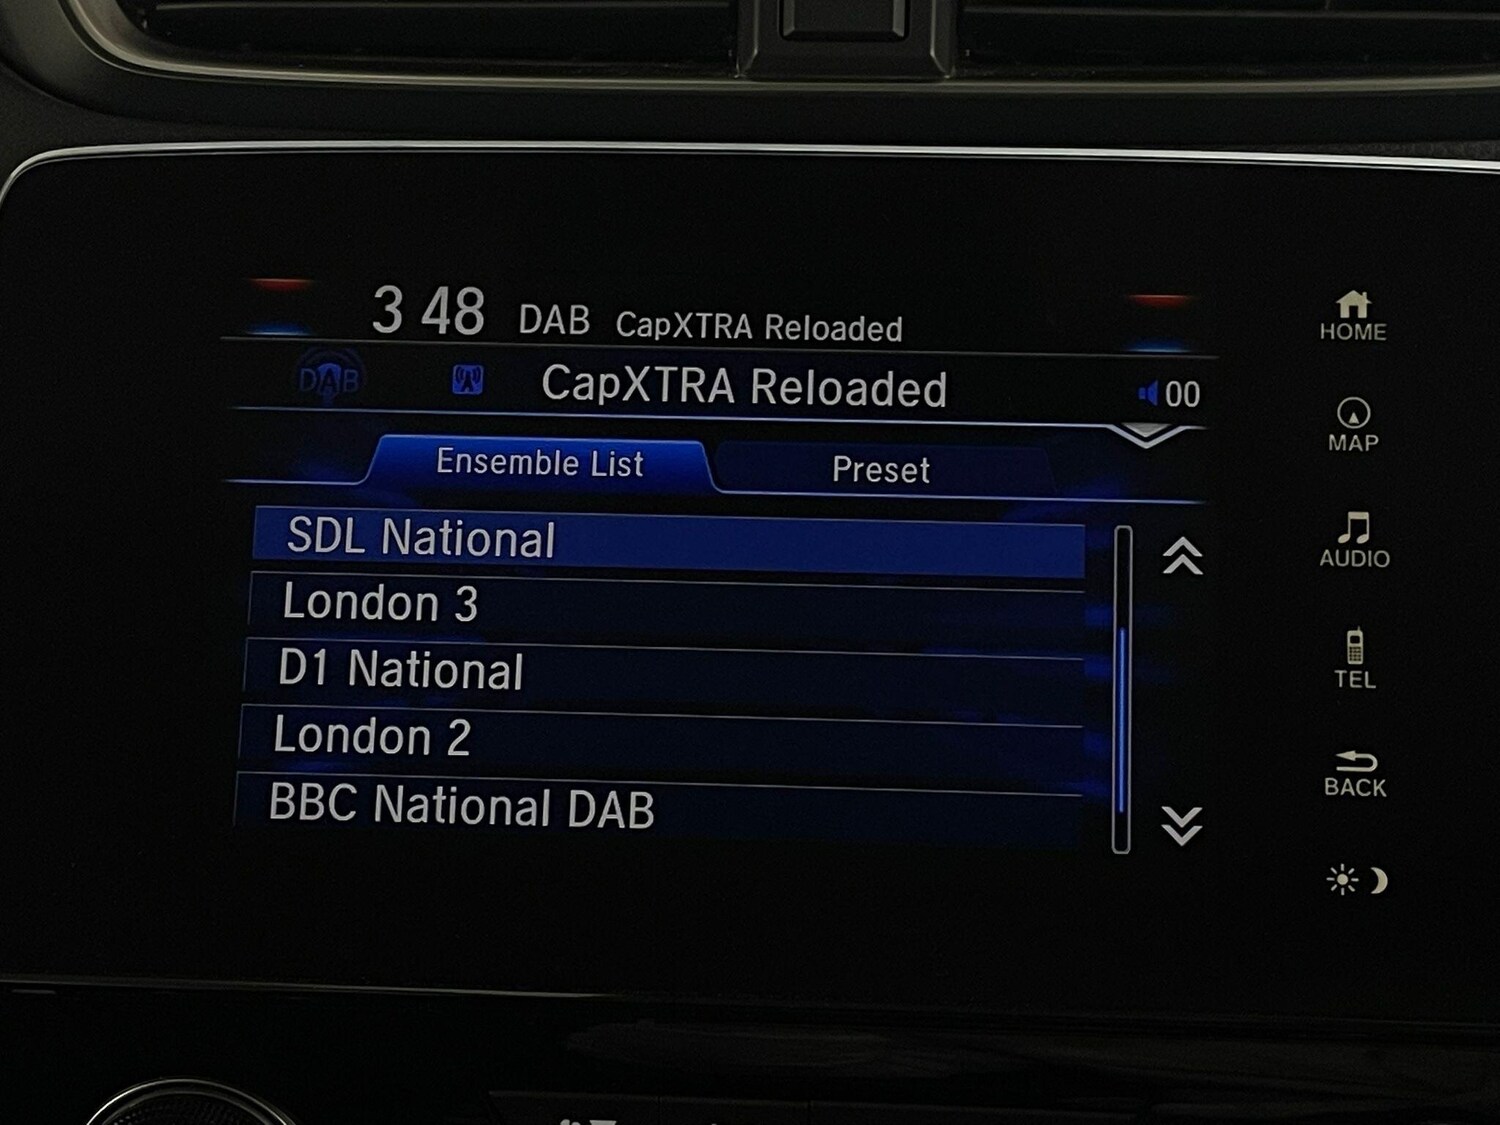 3 48 DAB CapXTRA Reloaded
DAB CapXTRA Reloaded 00
Ensemble List Preset
SDL National
London 3
D1 National
London 2
BBC National DAB
HOME
MAP
AUDIO
TEL
BACK